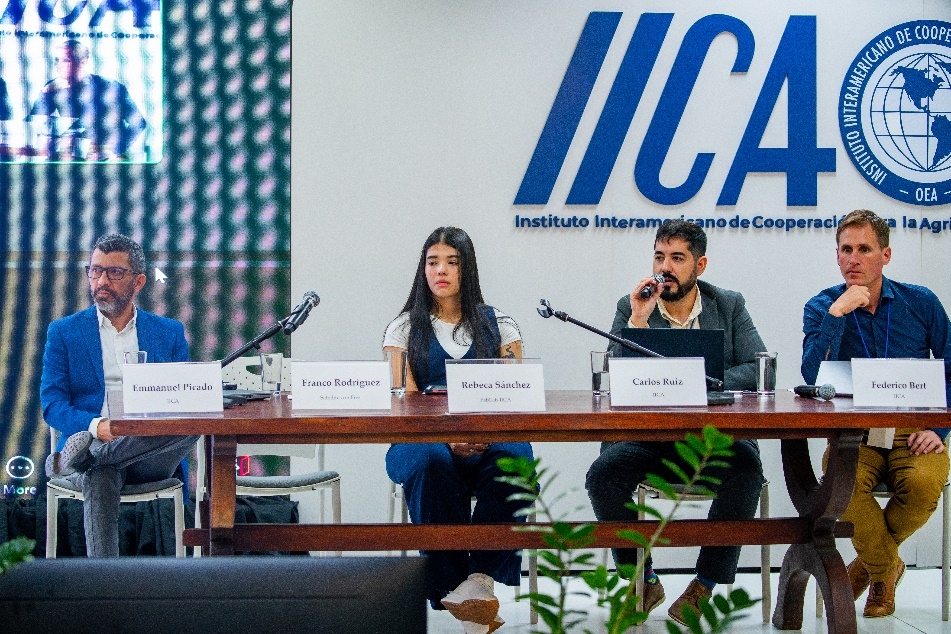 IICA
Instituto Interamericano de Cooperación para la Agri
INSTITUTO INTERAMERICANO DE COOPE
OEA
Emmanuel Picado
IICA
Franco Rodríguez
Rebeca Sánchez
Carlos Ruiz
IICA
Federico Bert
IICA
More